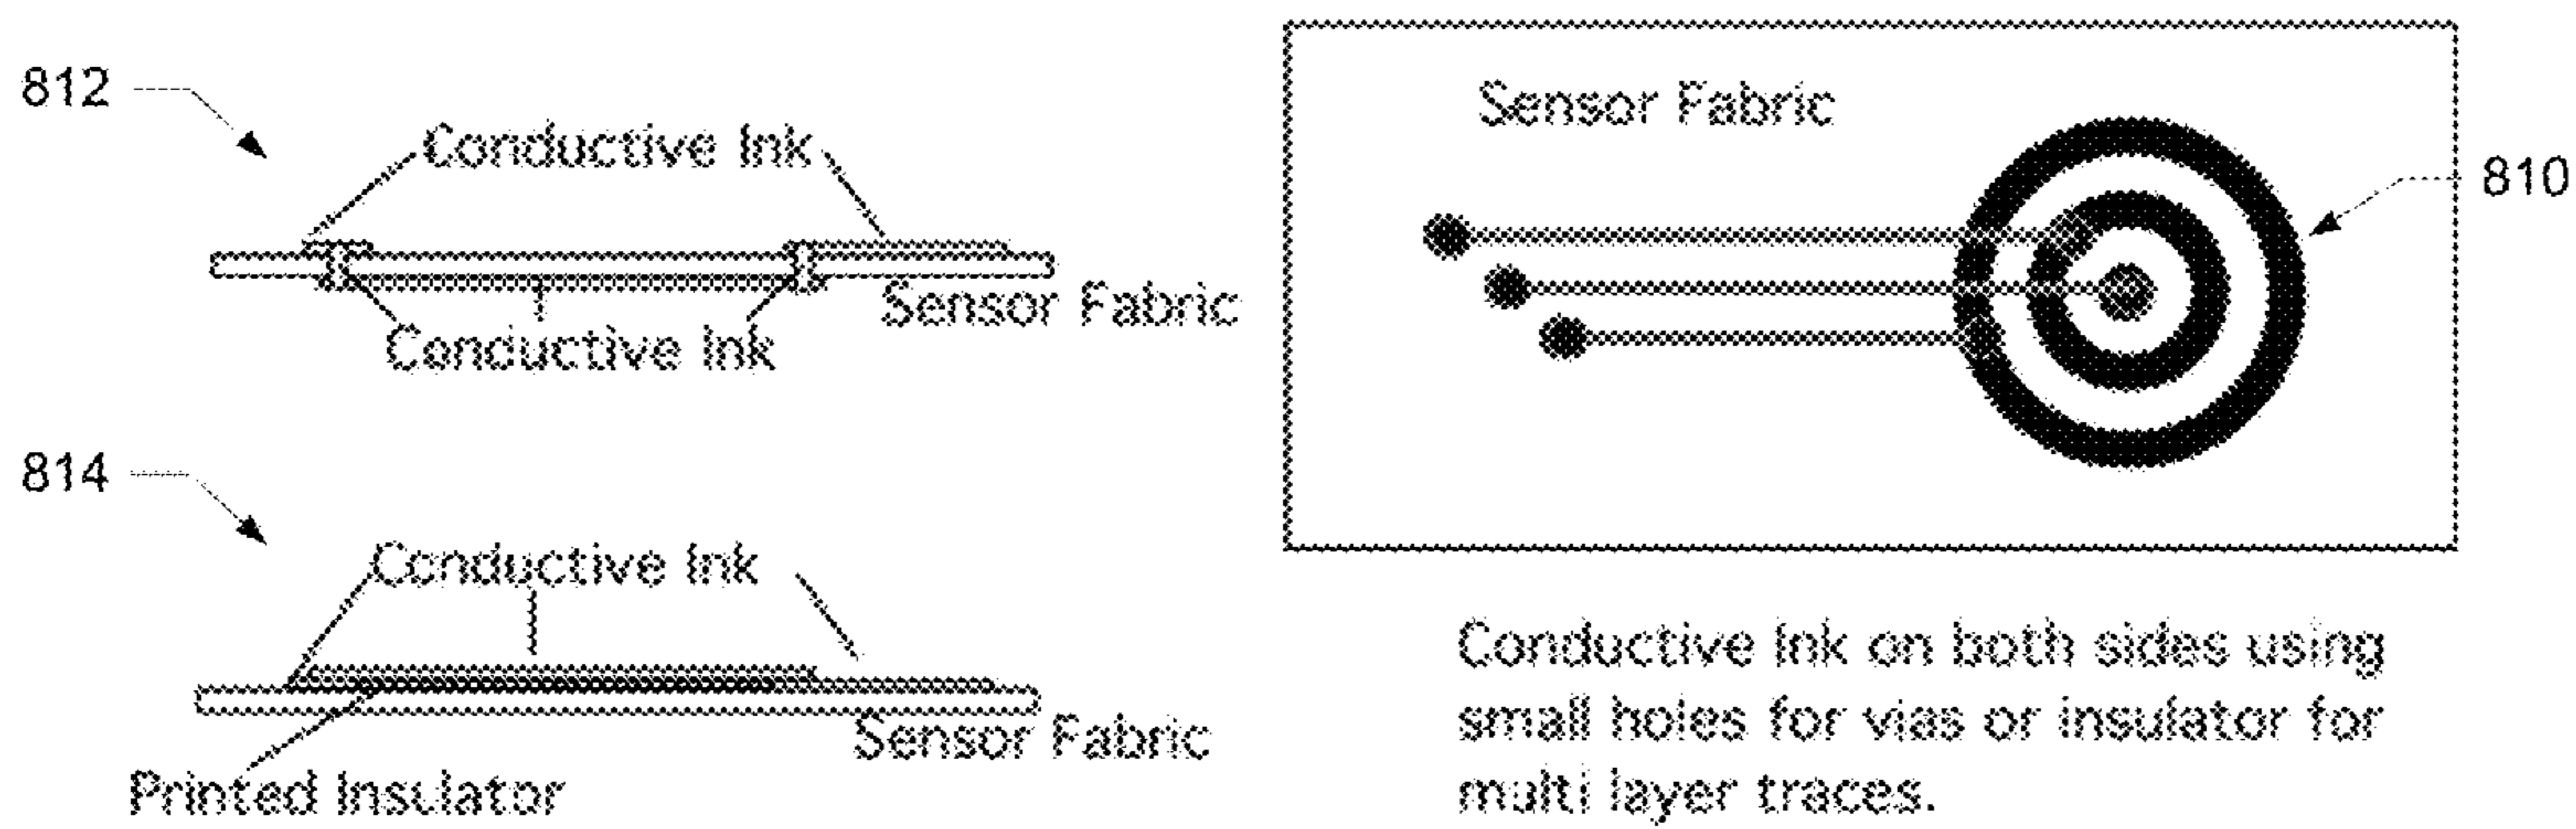 812
Conductive Ink
Sensor Fabric
Conductive Ink
814
Conductive Ink
Sensor Fabric
Printed Insulator
Sensor Fabric
810
Conductive Ink on both sides using
small holes for vias or insulator for
multi layer traces.